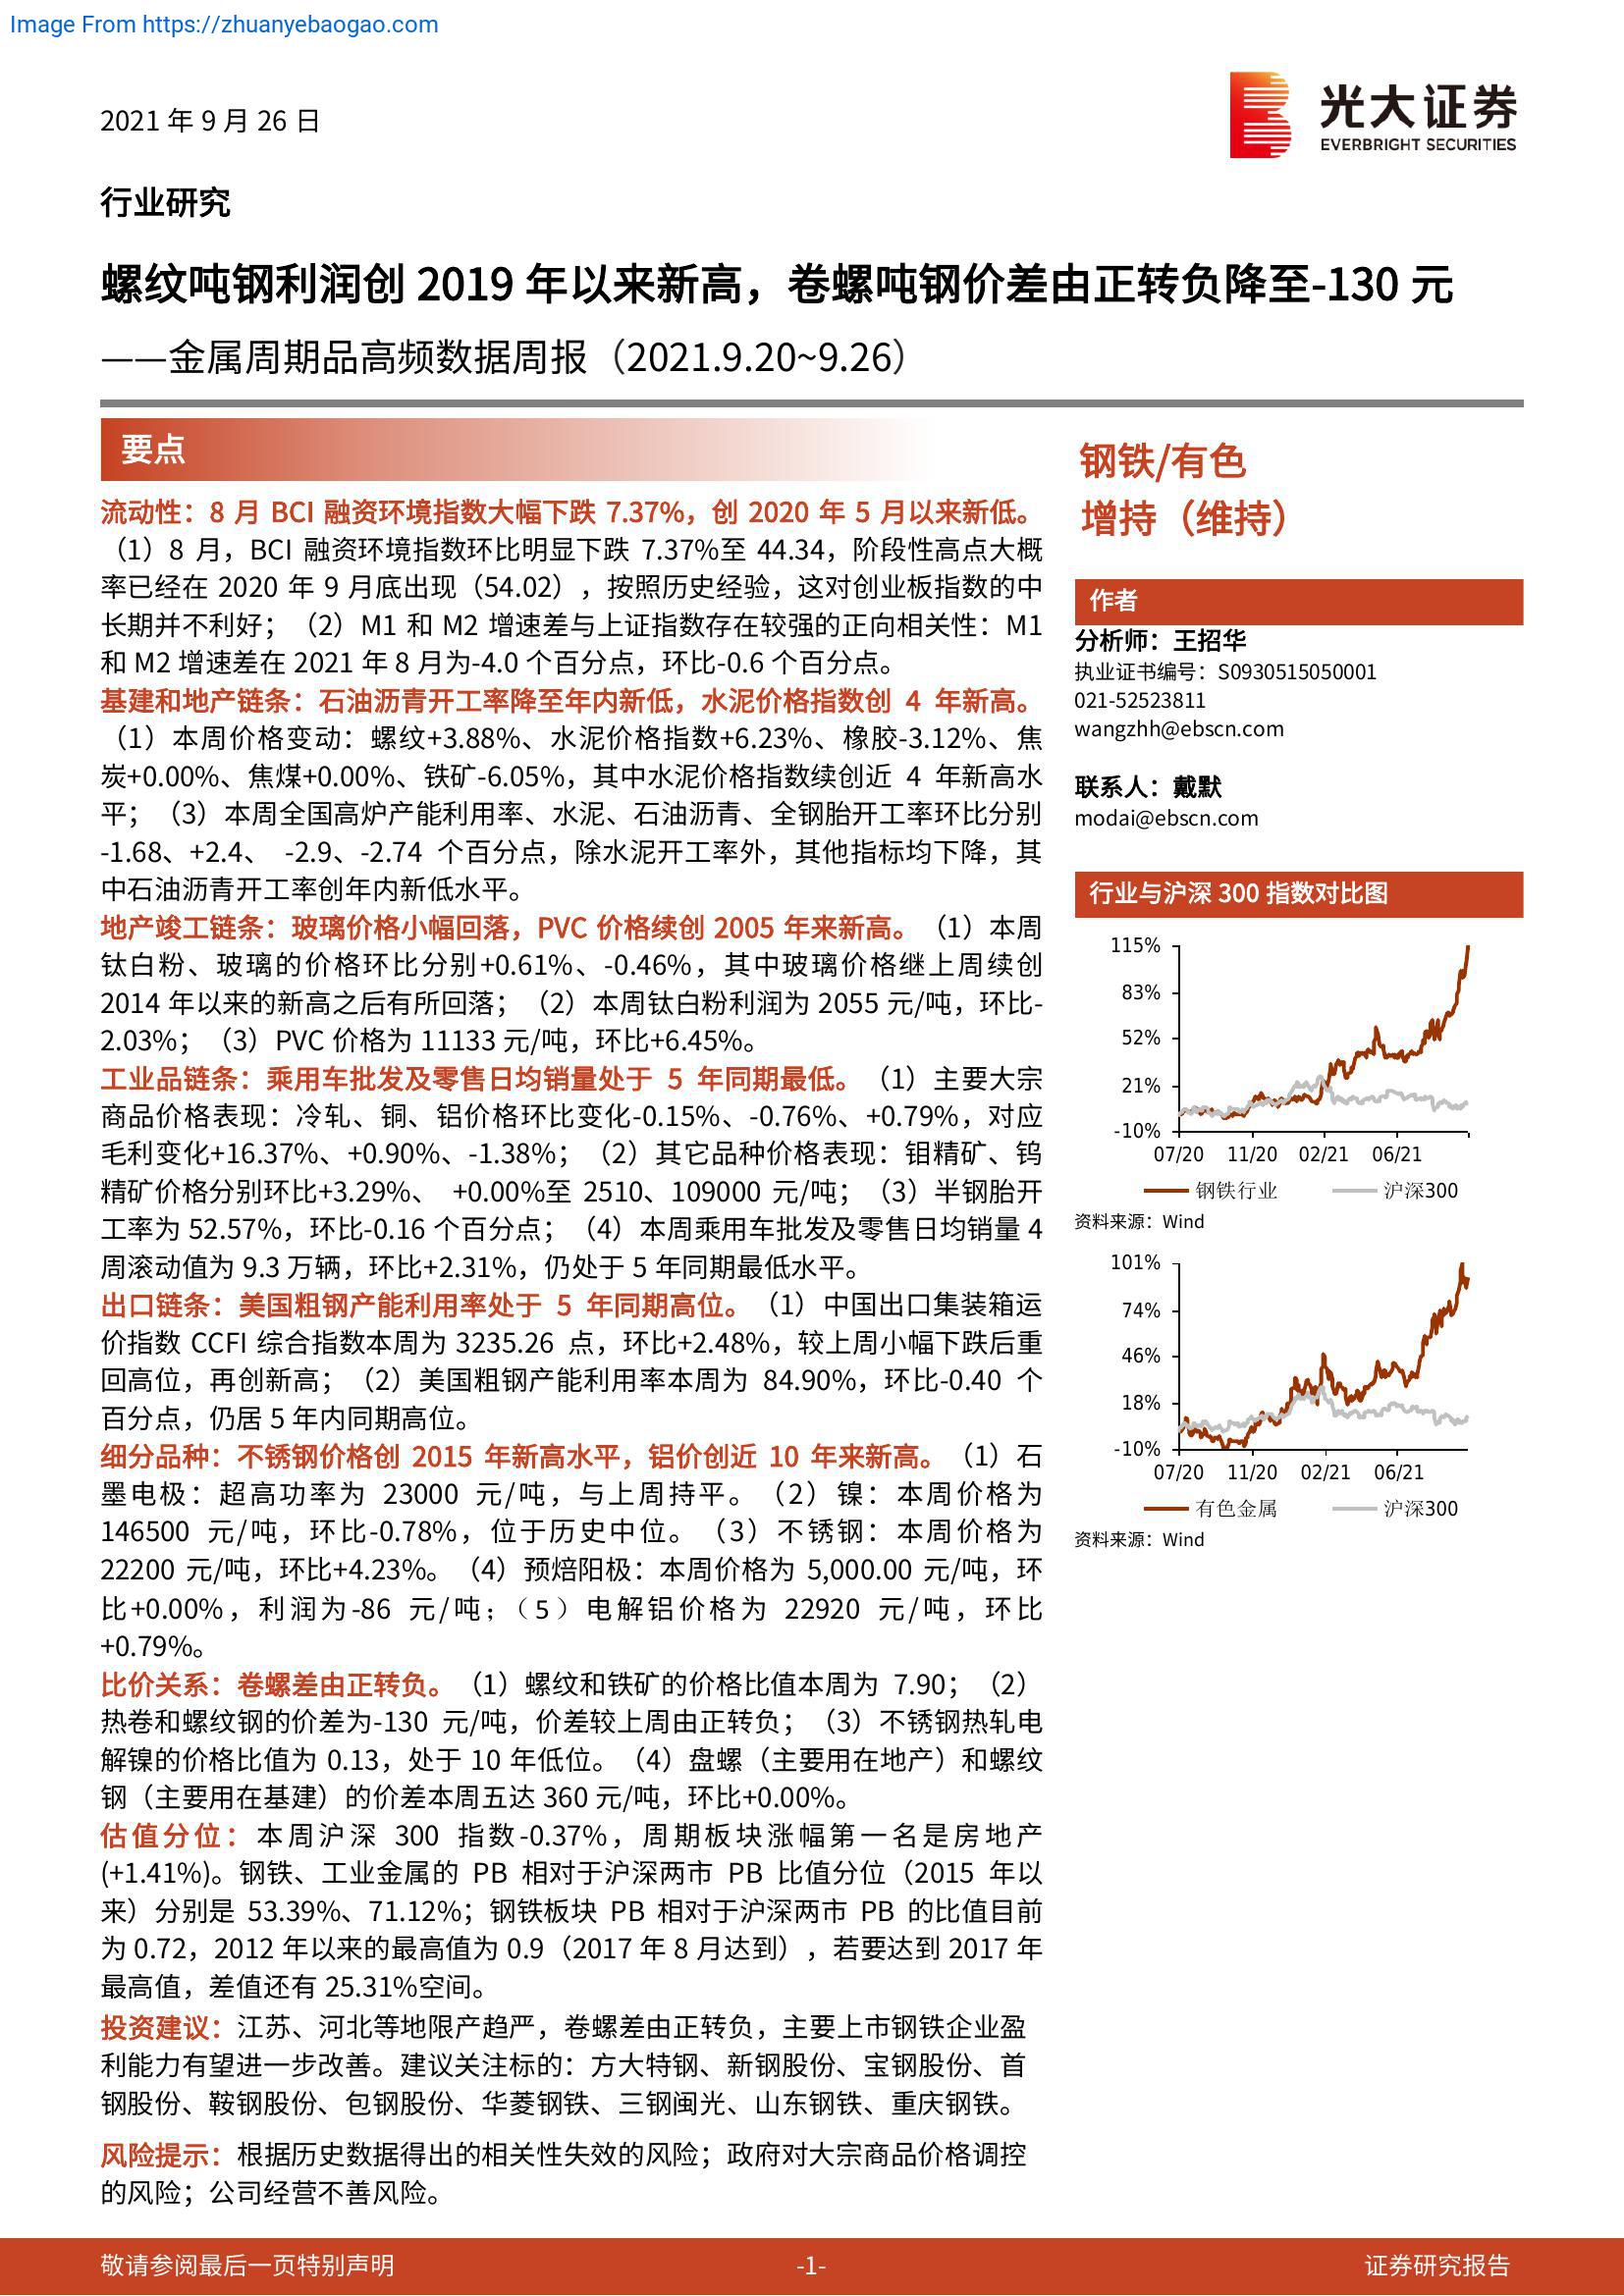 Image From https://zhuanyebaogao.com
2021 年 9 月 26 日
光大证券
EVERBRIGHT SECURITIES
行业研究
螺纹吨钢利润创 2019 年以来新高，卷螺吨钢价差由正转负降至-130 元
——金属周期品高频数据周报（2021.9.20~9.26）
要点
流动性：8 月 BCI 融资环境指数大幅下跌 7.37%，创 2020 年 5 月以来新低。
（1）8 月，BCI 融资环境指数环比明显下跌 7.37%至 44.34，阶段性高点大概
率已经在 2020 年 9 月底出现（54.02），按照历史经验，这对创业板指数的中
长期并不利好；（2）M1 和 M2 增速差与上证指数存在较强的正向相关性：M1
和 M2 增速差在 2021 年 8 月为-4.0 个百分点，环比-0.6 个百分点。
基建和地产链条：石油沥青开工率降至年内新低，水泥价格指数创 4 年新高。
（1）本周价格变动：螺纹+3.88%、水泥价格指数+6.23%、橡胶-3.12%、焦
炭+0.00%、焦煤+0.00%、铁矿-6.05%，其中水泥价格指数续创近 4 年新高水
平；（3）本周全国高炉产能利用率、水泥、石油沥青、全钢胎开工率环比分别
-1.68、+2.4、 -2.9、-2.74 个百分点，除水泥开工率外，其他指标均下降，其
中石油沥青开工率创年内新低水平。
地产竣工链条：玻璃价格小幅回落，PVC 价格续创 2005 年来新高。（1）本周
钛白粉、玻璃的价格环比分别+0.61%、-0.46%，其中玻璃价格继上周续创
2014 年以来的新高之后有所回落；（2）本周钛白粉利润为 2055 元/吨，环比-
2.03%；（3）PVC 价格为 11133 元/吨，环比+6.45%。
工业品链条：乘用车批发及零售日均销量处于 5 年同期最低。（1）主要大宗
商品价格表现：冷轧、铜、铝价格环比变化-0.15%、-0.76%、+0.79%，对应
毛利变化+16.37%、+0.90%、-1.38%；（2）其它品种价格表现：钼精矿、钨
精矿价格分别环比+3.29%、 +0.00%至 2510、109000 元/吨；（3）半钢胎开
工率为 52.57%，环比-0.16 个百分点；（4）本周乘用车批发及零售日均销量 4
周滚动值为 9.3 万辆，环比+2.31%，仍处于 5 年同期最低水平。
出口链条：美国粗钢产能利用率处于 5 年同期高位。（1）中国出口集装箱运
价指数 CCFI 综合指数本周为 3235.26 点，环比+2.48%，较上周小幅下跌后重
回高位，再创新高；（2）美国粗钢产能利用率本周为 84.90%，环比-0.40 个
百分点，仍居 5 年内同期高位。
细分品种：不锈钢价格创 2015 年新高水平，铝价创近 10 年来新高。（1）石
墨电极：超高功率为 23000 元/吨，与上周持平。（2）镍：本周价格为
146500 元/吨，环比-0.78%，位于历史中位。（3）不锈钢：本周价格为
22200 元/吨，环比+4.23%。（4）预焙阳极：本周价格为 5,000.00 元/吨，环
比+0.00%，利润为-86 元/吨；（5）电解铝价格为 22920 元/吨，环比
+0.79%。
比价关系：卷螺差由正转负。（1）螺纹和铁矿的价格比值本周为 7.90；（2）
热卷和螺纹钢的价差为-130 元/吨，价差较上周由正转负；（3）不锈钢热轧电
解镍的价格比值为 0.13，处于 10 年低位。（4）盘螺（主要用在地产）和螺纹
钢（主要用在基建）的价差本周五达 360 元/吨，环比+0.00%。
估值分位：本周沪深 300 指数-0.37%，周期板块涨幅第一名是房地产
(+1.41%)。钢铁、工业金属的 PB 相对于沪深两市 PB 比值分位（2015 年以
来）分别是 53.39%、71.12%；钢铁板块 PB 相对于沪深两市 PB 的比值目前
为 0.72，2012 年以来的最高值为 0.9（2017 年 8 月达到），若要达到 2017 年
最高值，差值还有 25.31%空间。
投资建议：江苏、河北等地限产趋严，卷螺差由正转负，主要上市钢铁企业盈
利能力有望进一步改善。建议关注标的：方大特钢、新钢股份、宝钢股份、首
钢股份、鞍钢股份、包钢股份、华菱钢铁、三钢闽光、山东钢铁、重庆钢铁。
风险提示：根据历史数据得出的相关性失效的风险；政府对大宗商品价格调控
的风险；公司经营不善风险。
钢铁/有色
增持（维持）
作者
分析师：王招华
执业证书编号：S0930515050001
021-52523811
wangzhh@ebscn.com
联系人：戴默
modai@ebscn.com
行业与沪深 300 指数对比图
115%
83%
52%
21%
-10%
07/20 11/20 02/21 06/21
钢铁行业 沪深300
资料来源：Wind
101%
74%
46%
18%
-10%
07/20 11/20 02/21 06/21
有色金属 沪深300
资料来源：Wind
敬请参阅最后一页特别声明 -1- 证券研究报告